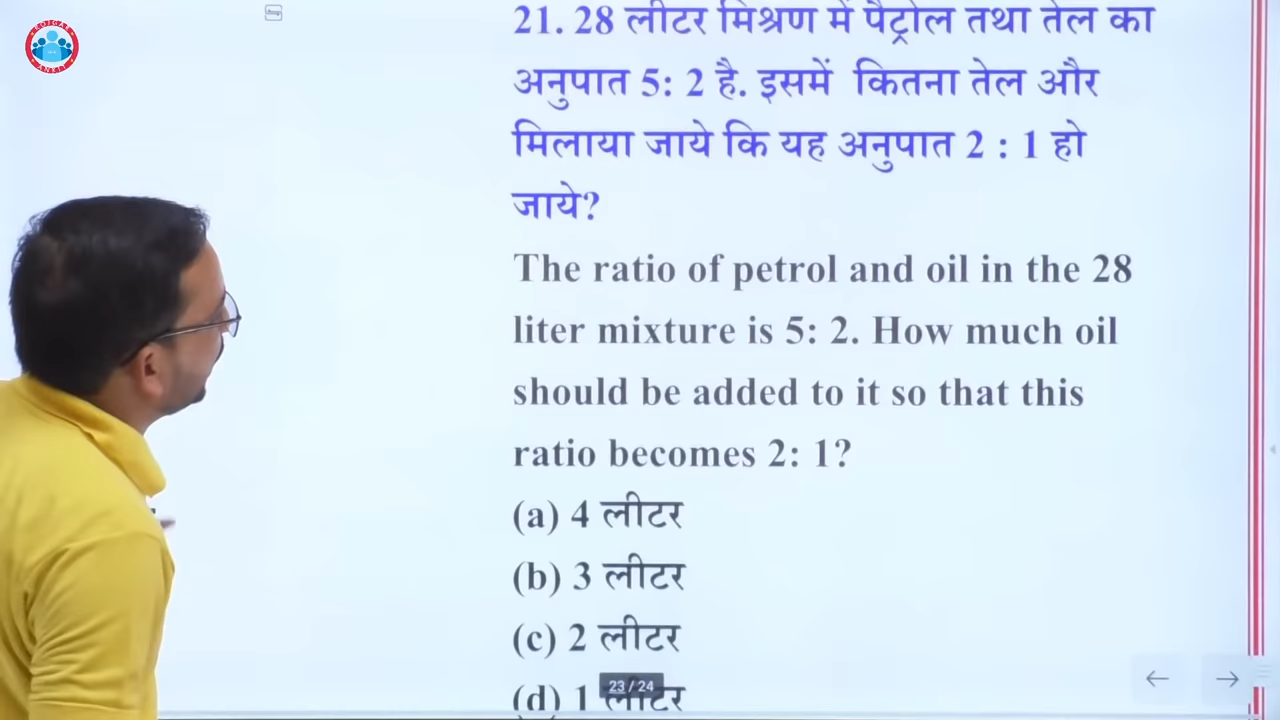 ROJGAR
ANKIT
21. 28 लीटर मिश्रण में पैट्रोल तथा तेल का
अनुपात 5: 2 है. इसमें कितना तेल और
मिलाया जाये कि यह अनुपात 2 : 1 हो
जाये?
The ratio of petrol and oil in the 28
liter mixture is 5: 2. How much oil
should be added to it so that this
ratio becomes 2: 1?
(a) 4 लीटर
(b) 3 लीटर
(c) 2 लीटर
(d) 1 लीटर
23 / 24